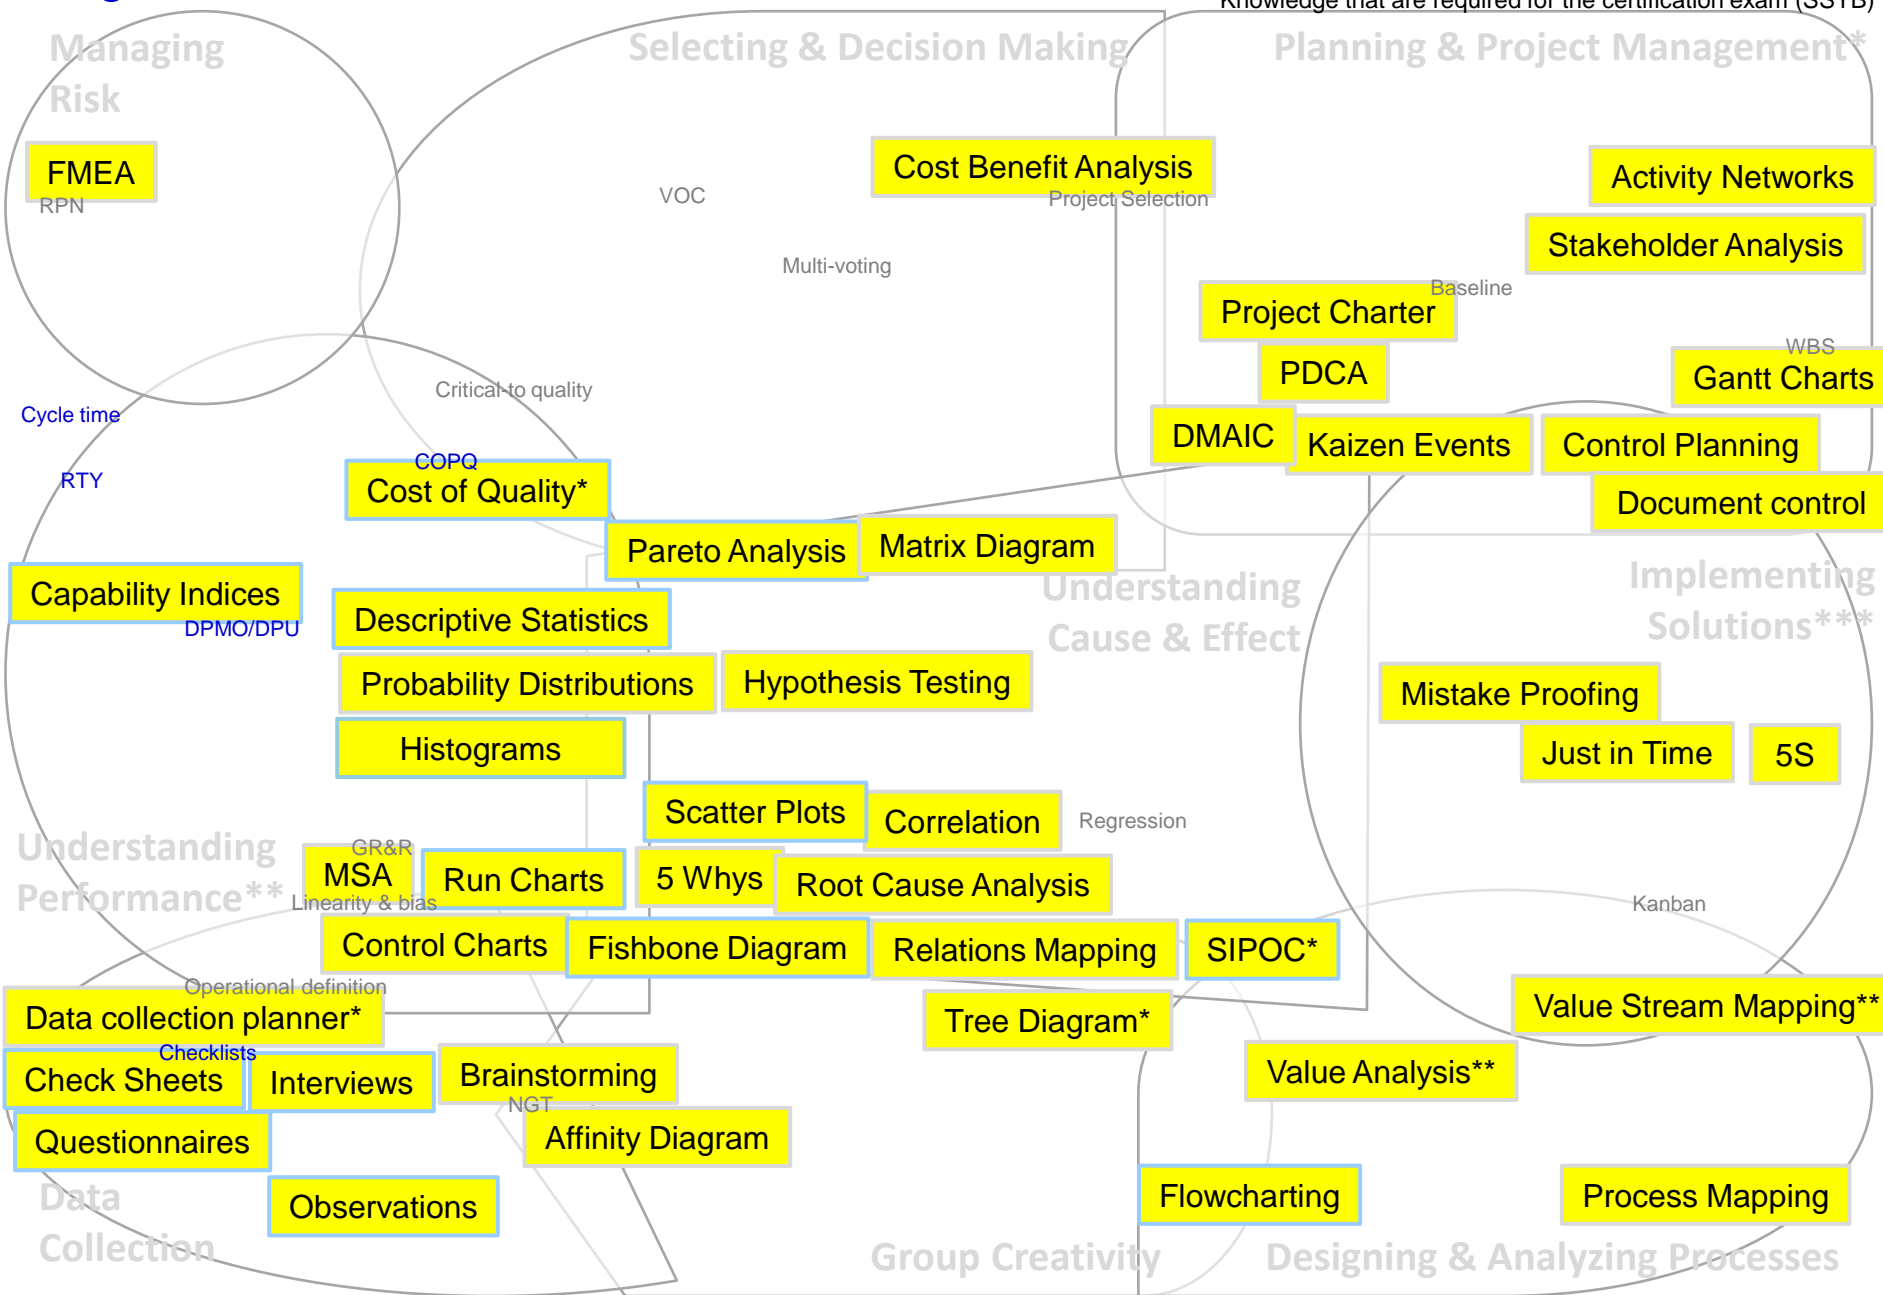 Knowledge that are required for the certification exam (SSYB)
Managing
Risk
Selecting & Decision Making
Planning & Project Management*
FMEA
RPN
VOC
Cost Benefit Analysis
Project Selection
Activity Networks
Stakeholder Analysis
Multi-voting
Baseline
Project Charter
WBS
PDCA
Gantt Charts
Critical-to quality
Cycle time
DMAIC
Kaizen Events
Control Planning
COPQ
RTY
Cost of Quality*
Document control
Pareto Analysis
Matrix Diagram
Capability Indices
DPMO/DPU
Understanding
Cause & Effect
Implementing
Solutions***
Descriptive Statistics
Probability Distributions
Hypothesis Testing
Mistake Proofing
Histograms
Just in Time
5S
Scatter Plots
Correlation
Regression
Understanding
Performance**
GR&R
MSA
Run Charts
5 Whys
Root Cause Analysis
Linearity & bias
Kanban
Control Charts
Fishbone Diagram
Relations Mapping
SIPOC*
Operational definition
Data collection planner*
Tree Diagram*
Value Stream Mapping**
Checklists
Check Sheets
Interviews
Brainstorming
NGT
Value Analysis**
Questionnaires
Affinity Diagram
Data
Collection
Observations
Flowcharting
Process Mapping
Group Creativity
Designing & Analyzing Processes